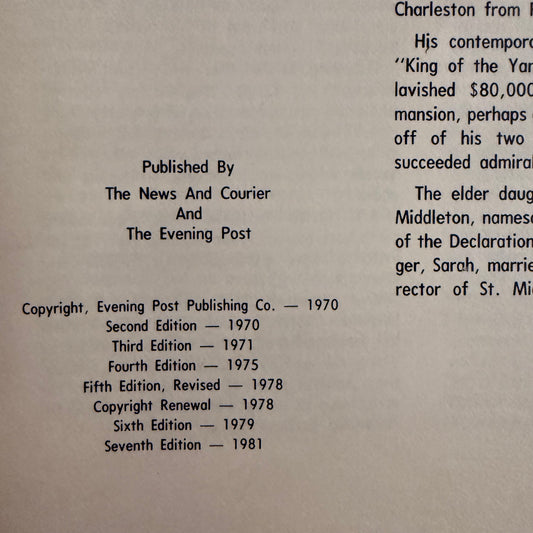 Published By
The News And Courier
And
The Evening Post
Copyright, Evening Post Publishing Co. — 1970
Second Edition — 1970
Third Edition — 1971
Fourth Edition — 1975
Fifth Edition, Revised — 1978
Copyright Renewal — 1978
Sixth Edition — 1979
Seventh Edition — 1981
Charleston from
His contempor
"King of the Yar
lavished $80,000
mansion, perhaps
off of his two
succeeded admiral
The elder daug
Middleton, names
of the Declaration
ger, Sarah, marrie
rector of St. Mi